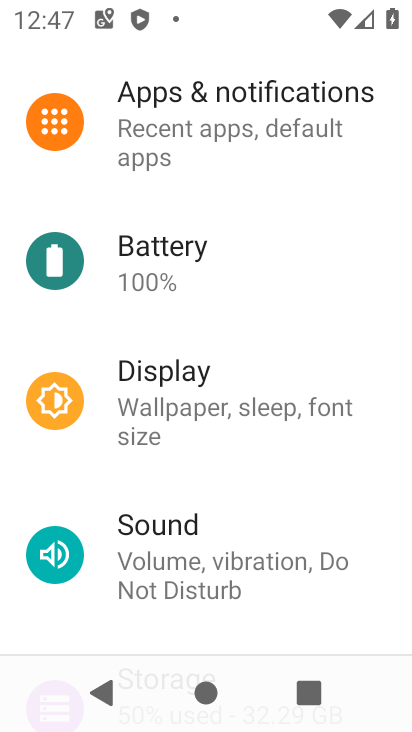 12:47
Apps & notifications
Recent apps, default
apps
Battery
100%
Display
Wallpaper, sleep, font
size
Sound
Volume, vibration, Do
Not Disturb
Storage
50% used - 32.29 GB